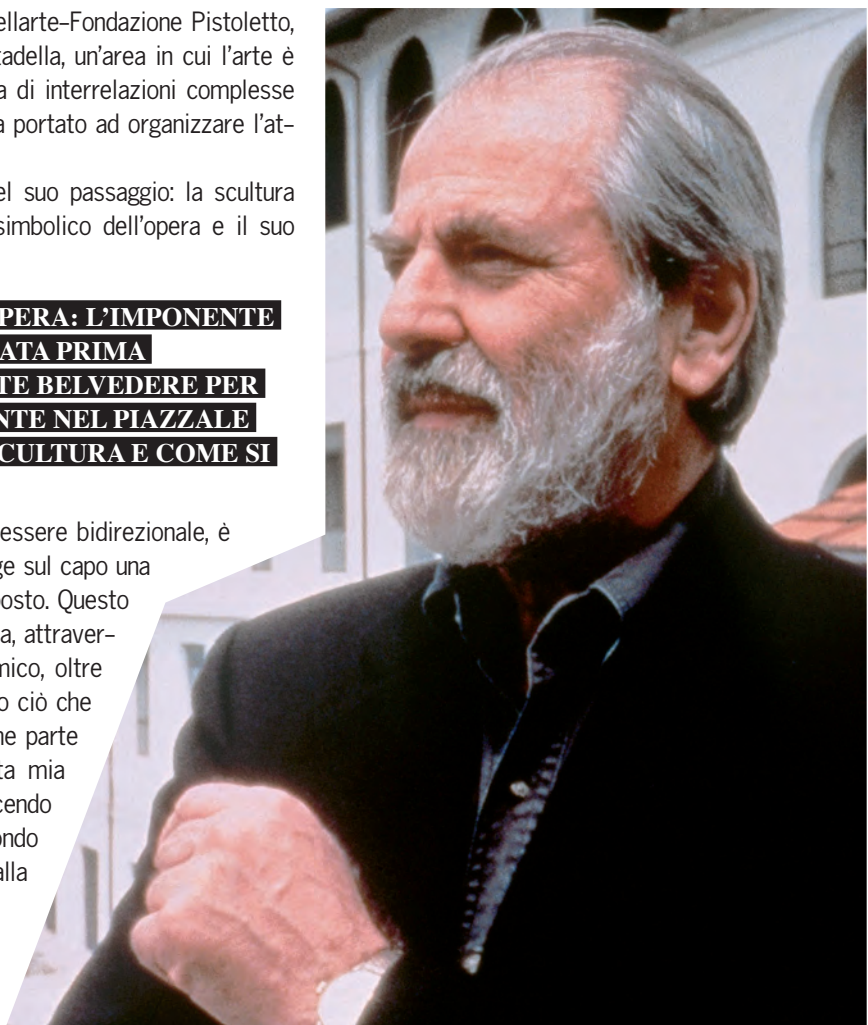 ellarte–Fondazione Pistoletto,
tadella, un'area in cui l'arte è
a di interrelazioni complesse
a portato ad organizzare l'at–
el suo passaggio: la scultura
simbolico dell'opera e il suo
PERA: L'IMPONENTE
ATA PRIMA
TE BELVEDERE PER
NTE NEL PIAZZALE
CULTURA E COME SI
essere bidirezionale, è
ge sul capo una
posto. Questo
a, attraver–
mico, oltre
o ciò che
ne parte
ta mia
cendo
ondo
alla